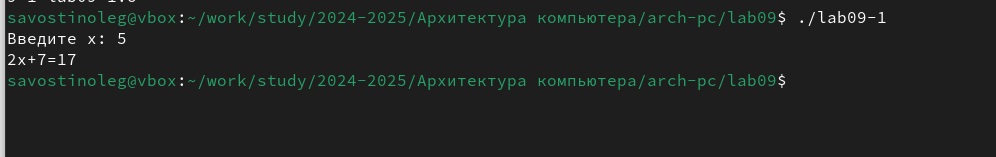 savostinoleg@vbox:~/work/study/2024-2025/Архитектура компьютера/arch-pc/lab09$ ./lab09-1
Введите x: 5
2x+7=17
savostinoleg@vbox:~/work/study/2024-2025/Архитектура компьютера/arch-pc/lab09$